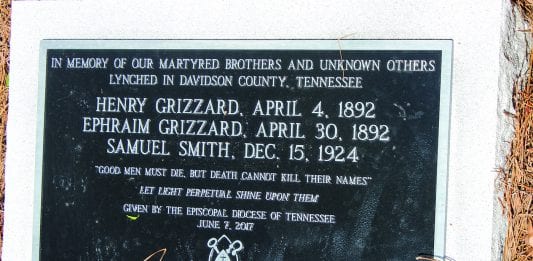 IN MEMORY OF OUR MARTYRED BROTHERS AND UNKNOWN OTHERS
LYNCHED IN DAVIDSON COUNTY, TENNESSEE
HENRY GRIZZARD, APRIL 4, 1892
EPHRAIM GRIZZARD, APRIL 30, 1892
SAMUEL SMITH, DEC. 15, 1924
"GOOD MEN MUST DIE, BUT DEATH CANNOT KILL THEIR NAMES"
LET LIGHT PERPETUAL SHINE UPON THEM
GIVEN BY THE EPISCOPAL DIOCESE OF TENNESSEE
JUNE 7, 2017